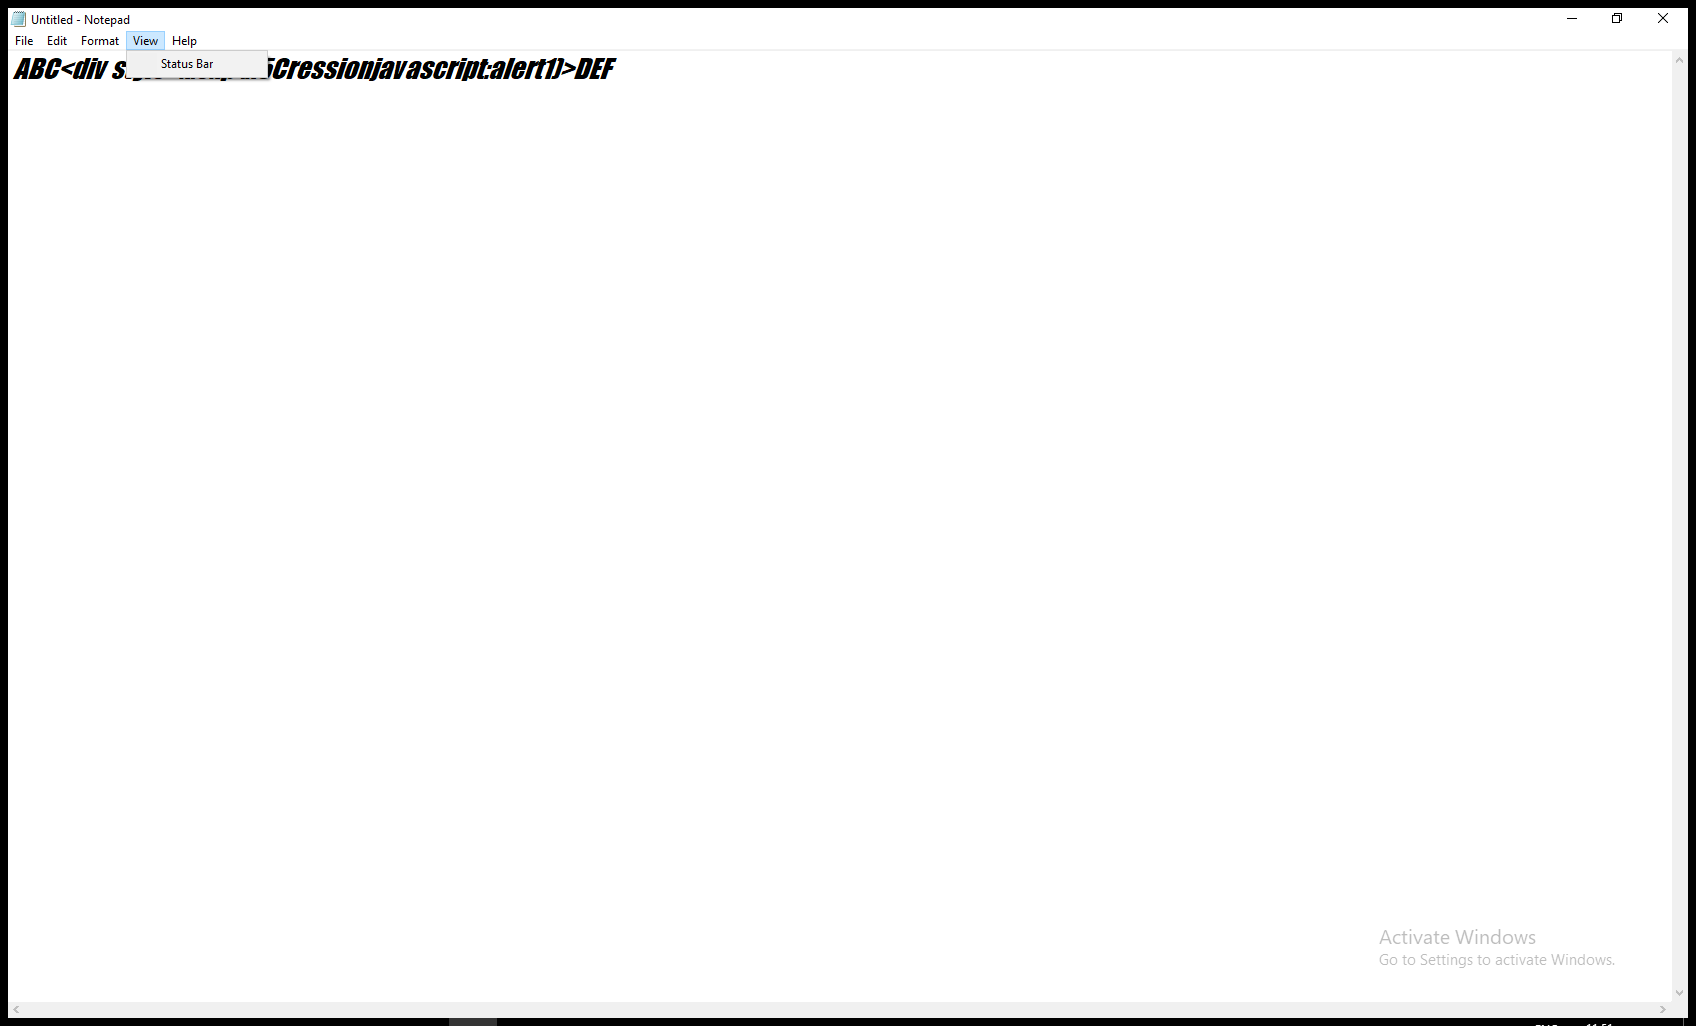 Untitled - Notepad
File Edit Format View Help
Status Bar
ABC<div 5Cressionjavascript:alert1)>DEF
Activate Windows
Go to Settings to activate Windows.